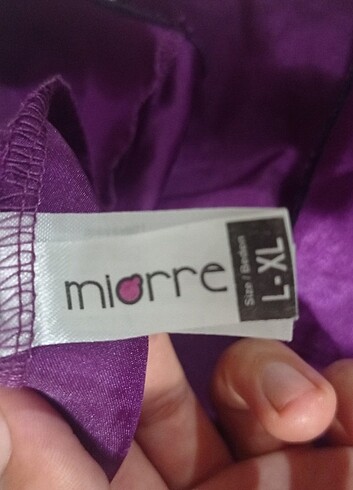 miorre
Size / Beden
L - XL